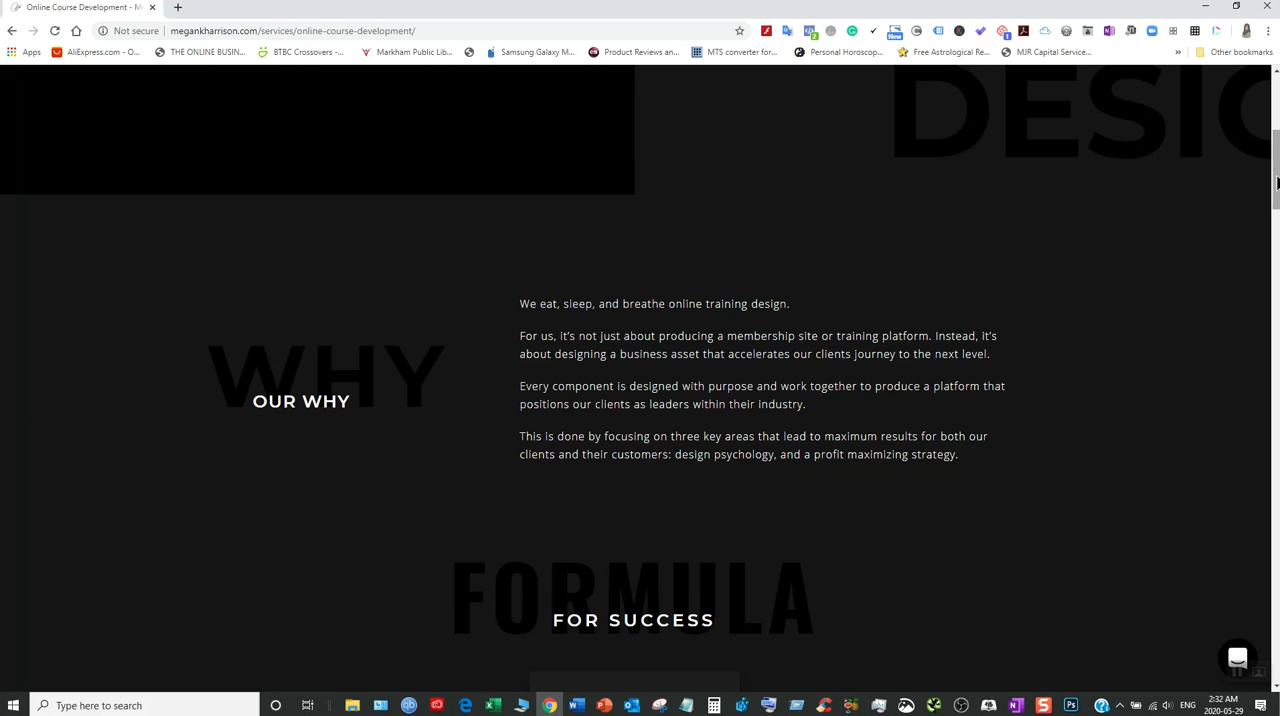 Online Course Development - M
Not secure
megankharrison.com/services/online-course-development/
Apps
AliExpress.com - O...
THE ONLINE BUSIN...
BTBC Crossovers -...
Markham Public Lib...
Samsung Galaxy M...
Product Reviews an...
MTS converter for...
Personal Horoscop...
Free Astrological Re...
MJR Capital Service...
»
Other bookmarks
New
2
1
DESIG
We eat, sleep, and breathe online training design.
For us, it's not just about producing a membership site or training platform. Instead, it's
about designing a business asset that accelerates our clients journey to the next level.
WHY
OUR WHY
Every component is designed with purpose and work together to produce a platform that
positions our clients as leaders within their industry.
This is done by focusing on three key areas that lead to maximum results for both our
clients and their customers: design psychology, and a profit maximizing strategy.
FORMULA
FOR SUCCESS
Type here to search
ENG
2:32 AM
2020-05-29